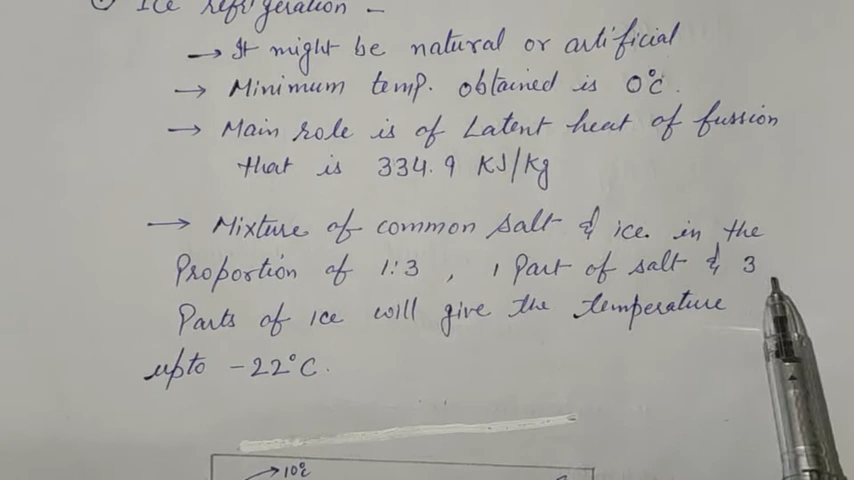 Ice refrigeration -
→ It might be natural or artificial
→ Minimum temp. obtained is 0°C.
→ Main role is of Latent heat of fussion
that is 334.9 KJ/Kg
→ Mixture of common salt & ice in the
Proportion of 1:3 , 1 Part of salt & 3
Parts of ice will give the temperature
upto -22°C.
→ 10°C